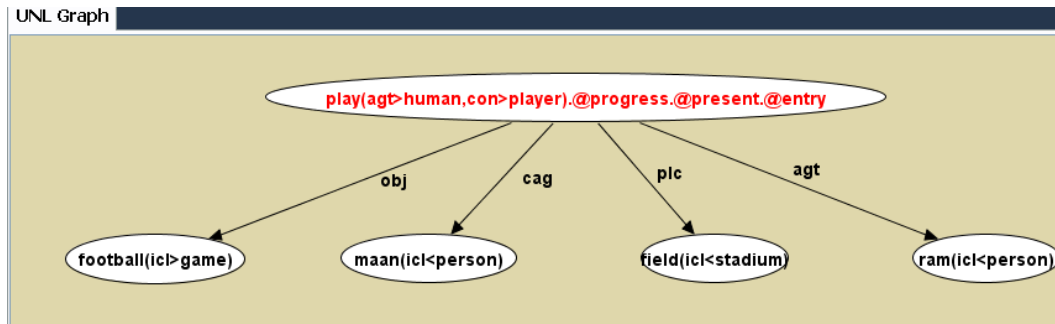 UNL Graph
play(agt>human,con>player).@progress.@present.@entry
obj
cag
plc
agt
football(icl>game)
maan(icl<person)
field(icl<stadium)
ram(icl<person)